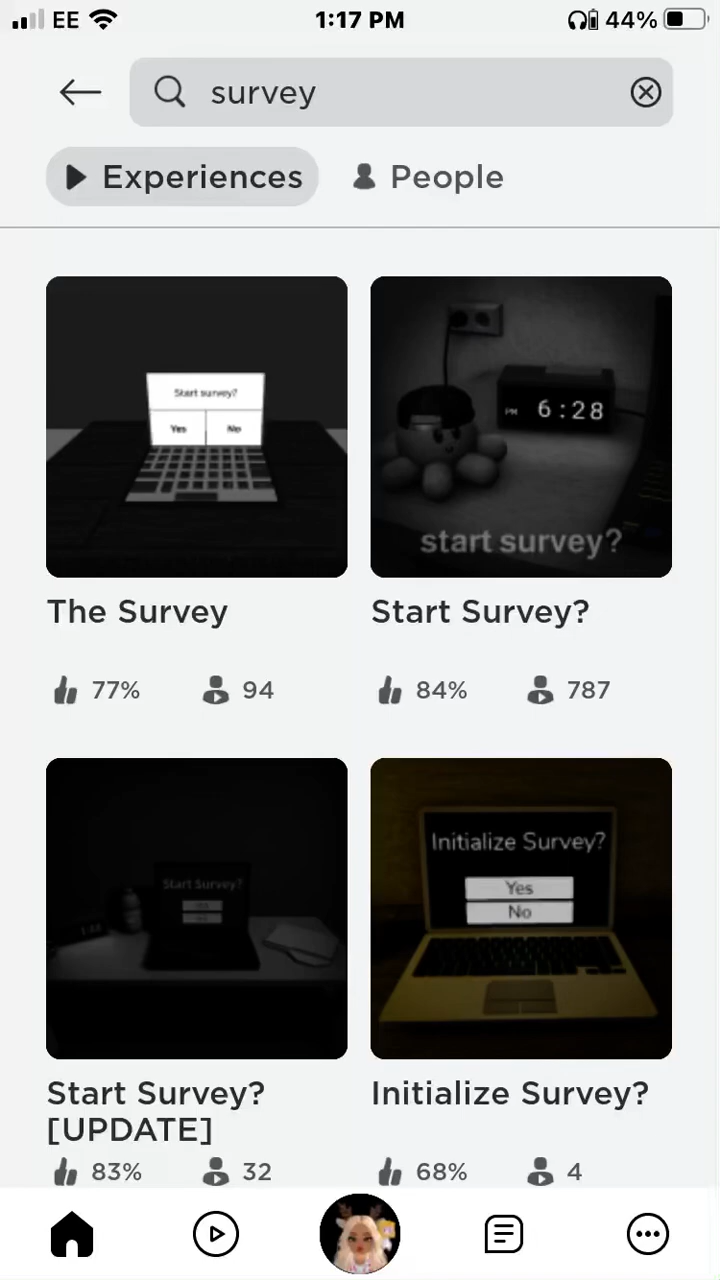 EE 1:17 PM 44%
survey
Experiences People
Start survey?
Yes No
PM 6:28
start survey?
The Survey
Start Survey?
77% 94
84% 787
Start Survey?
Initialize Survey?
Yes
No
Start Survey?
[UPDATE]
Initialize Survey?
83% 32
68% 4